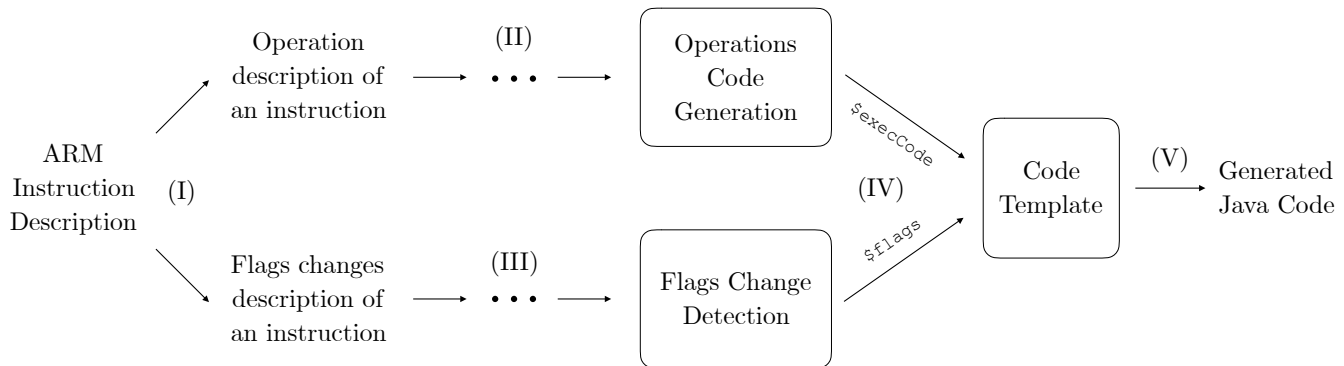 ARM
Instruction
Description
(I)
Operation
description of
an instruction
(II)
Operations
Code
Generation
$execCode
Flags changes
description of
an instruction
(III)
Flags Change
Detection
$flags
(IV)
Code
Template
(V)
Generated
Java Code